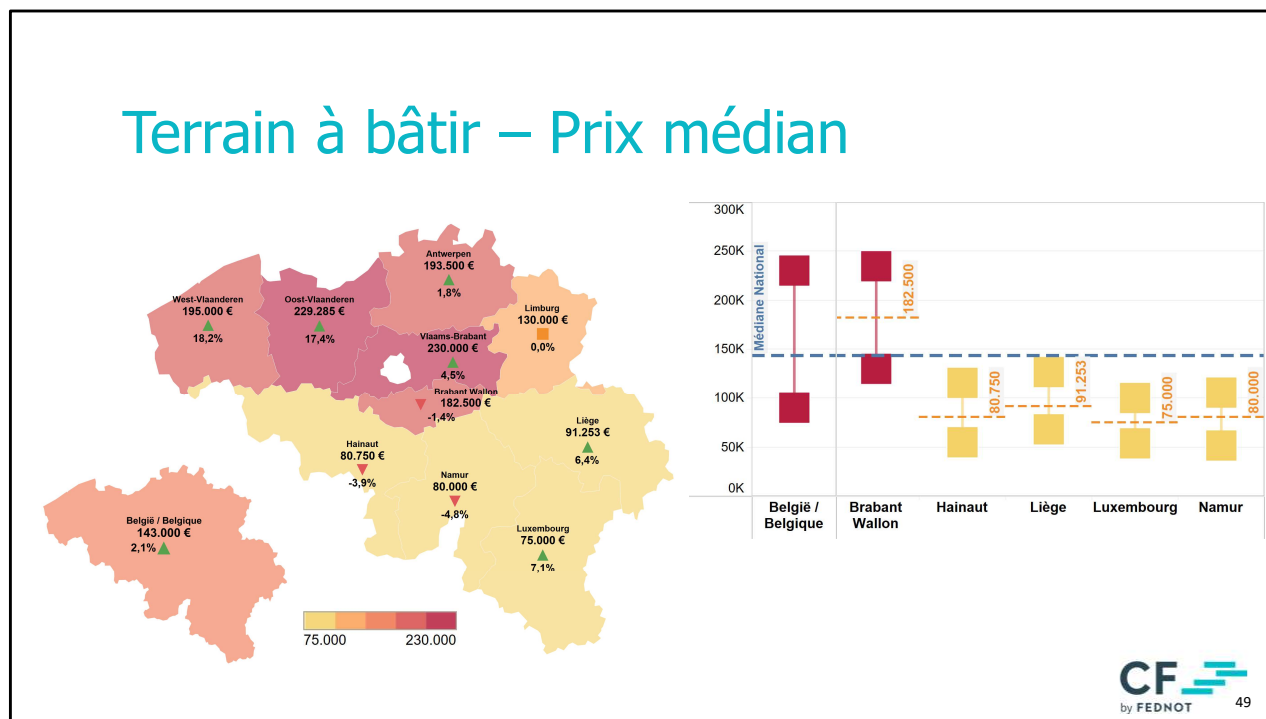 Terrain à bâtir – Prix médian
Antwerpen
193.500 €
1,8%
West-Vlaanderen
195.000 €
18,2%
Oost-Vlaanderen
229.285 €
17,4%
Limburg
130.000 €
0,0%
Vlaams-Brabant
230.000 €
4,5%
Brabant Wallon
182.500 €
-1,4%
Liège
91.253 €
6,4%
Hainaut
80.750 €
-3,9%
Namur
80.000 €
-4,8%
Luxembourg
75.000 €
7,1%
België / Belgique
143.000 €
2,1%
75.000
230.000
300K
250K
200K
150K
100K
50K
0K
Médiane National
182.500
80.750
91.253
75.000
80.000
België /
Belgique
Brabant
Wallon
Hainaut
Liège
Luxembourg
Namur
CF
by FEDNOT
49